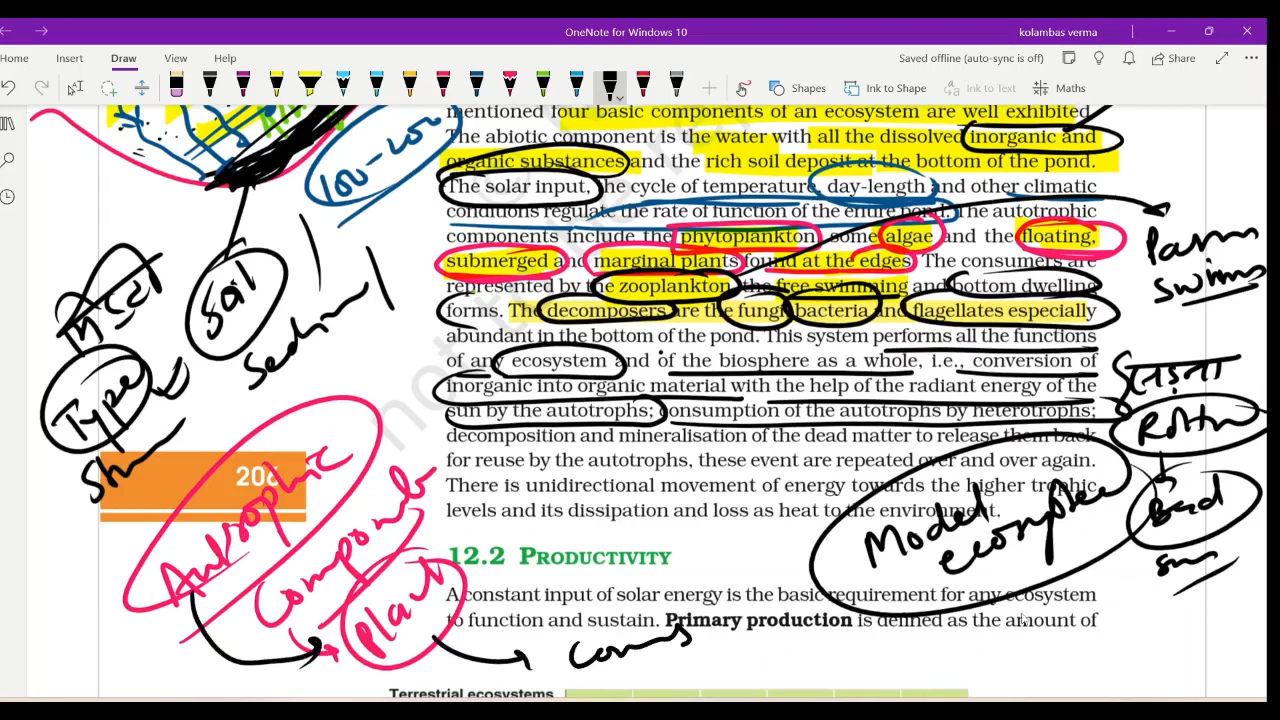 OneNote for Windows 10
kolambas verma
Home Insert Draw View Help
Saved offline (auto-sync is off)
Share
Shapes
Ink to Shape
Ink to Text
Maths
mentioned four basic components of an ecosystem are well exhibited.
The abiotic component is the water with all the dissolved inorganic and
organic substances and the rich soil deposit at the bottom of the pond.
The solar input, the cycle of temperature, day-length and other climatic
conditions regulate the rate of function of the entire pond. The autotrophic
components include the phytoplankton, some algae and the floating,
submerged and marginal plants found at the edges. The consumers are
represented by the zooplankton, the free swimming and bottom dwelling
forms. The decomposers are the fungi, bacteria and flagellates especially
abundant in the bottom of the pond. This system performs all the functions
of any ecosystem and of the biosphere as a whole, i.e., conversion of
inorganic into organic material with the help of the radiant energy of the
sun by the autotrophs; consumption of the autotrophs by heterotrophs;
decomposition and mineralisation of the dead matter to release them back
for reuse by the autotrophs, these event are repeated over and over again.
There is unidirectional movement of energy towards the higher trophic
levels and its dissipation and loss as heat to the environment.
12.2 PRODUCTIVITY
A constant input of solar energy is the basic requirement for any ecosystem
to function and sustain. Primary production is defined as the amount of
Terrestrial ecosystems
100-200
Soil
Type
swims
Model